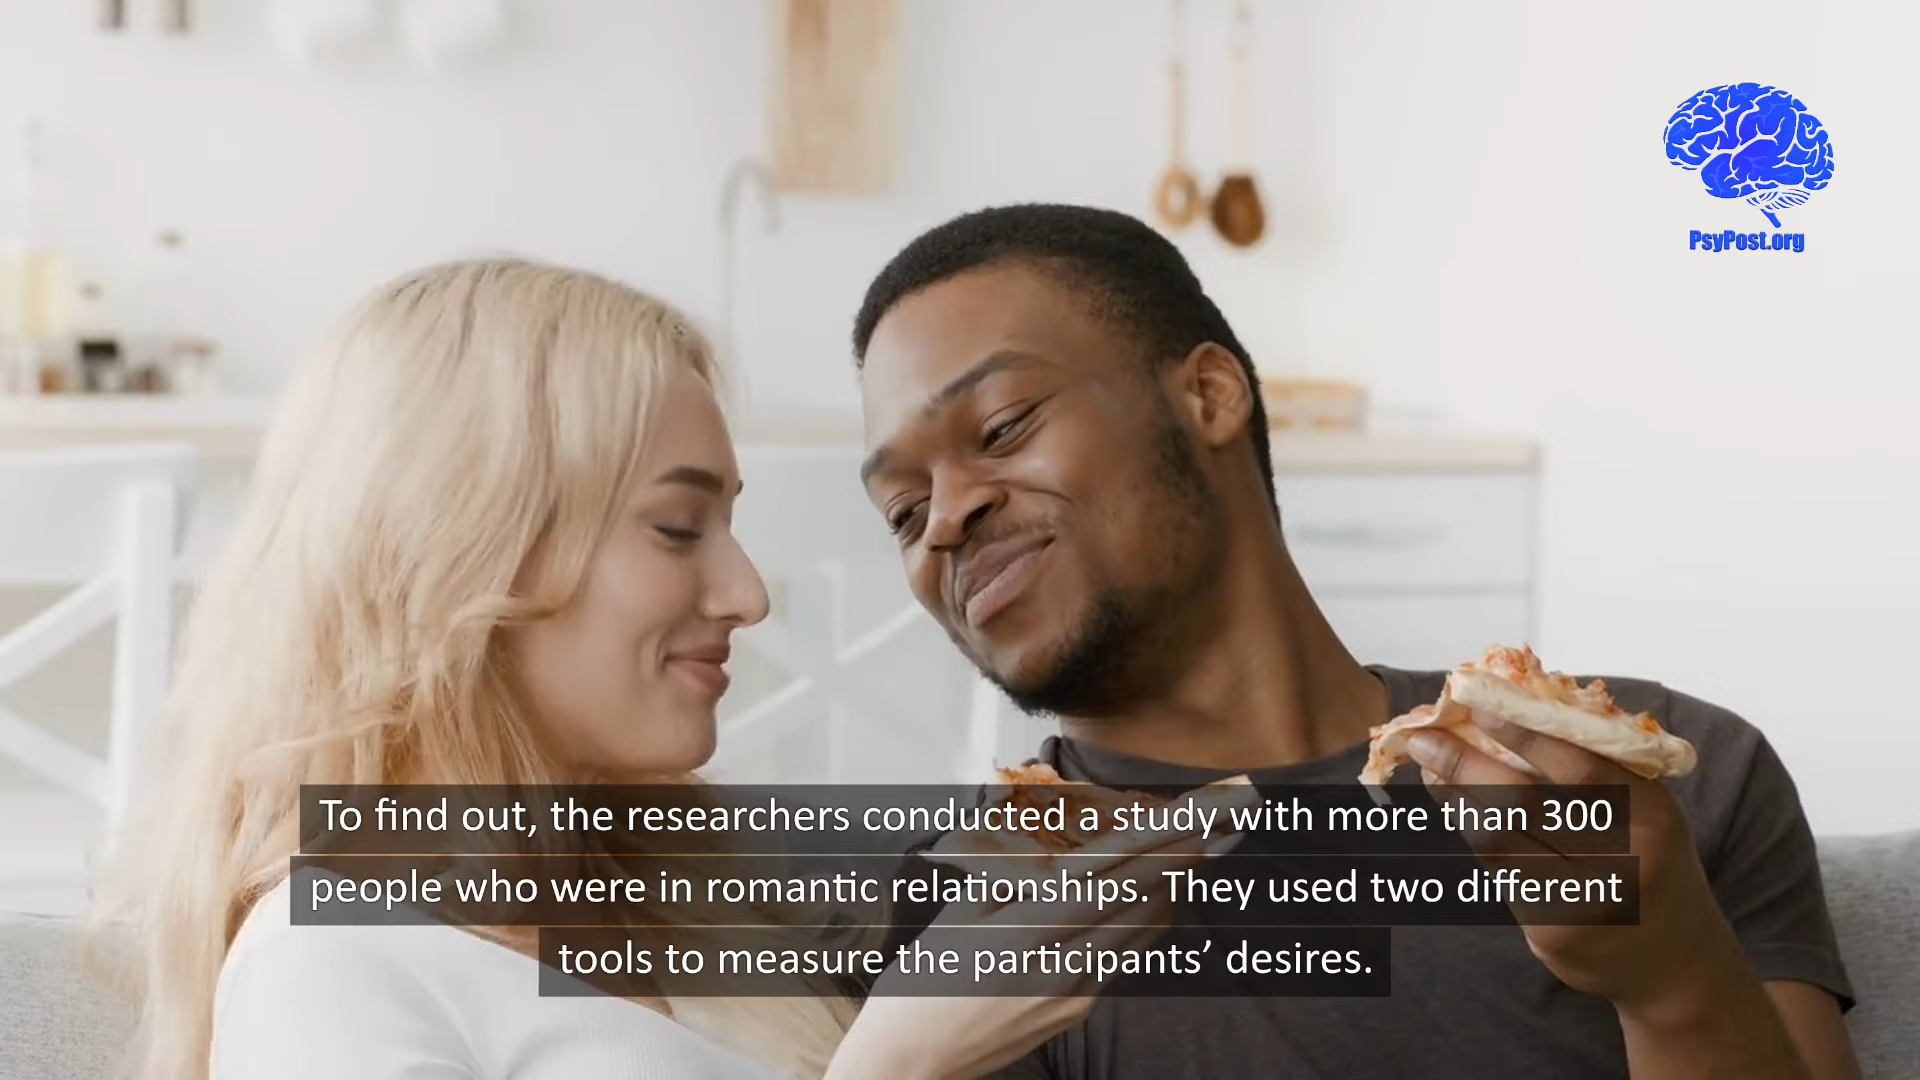 PsyPost.org
To find out, the researchers conducted a study with more than 300
people who were in romantic relationships. They used two different
tools to measure the participants’ desires.